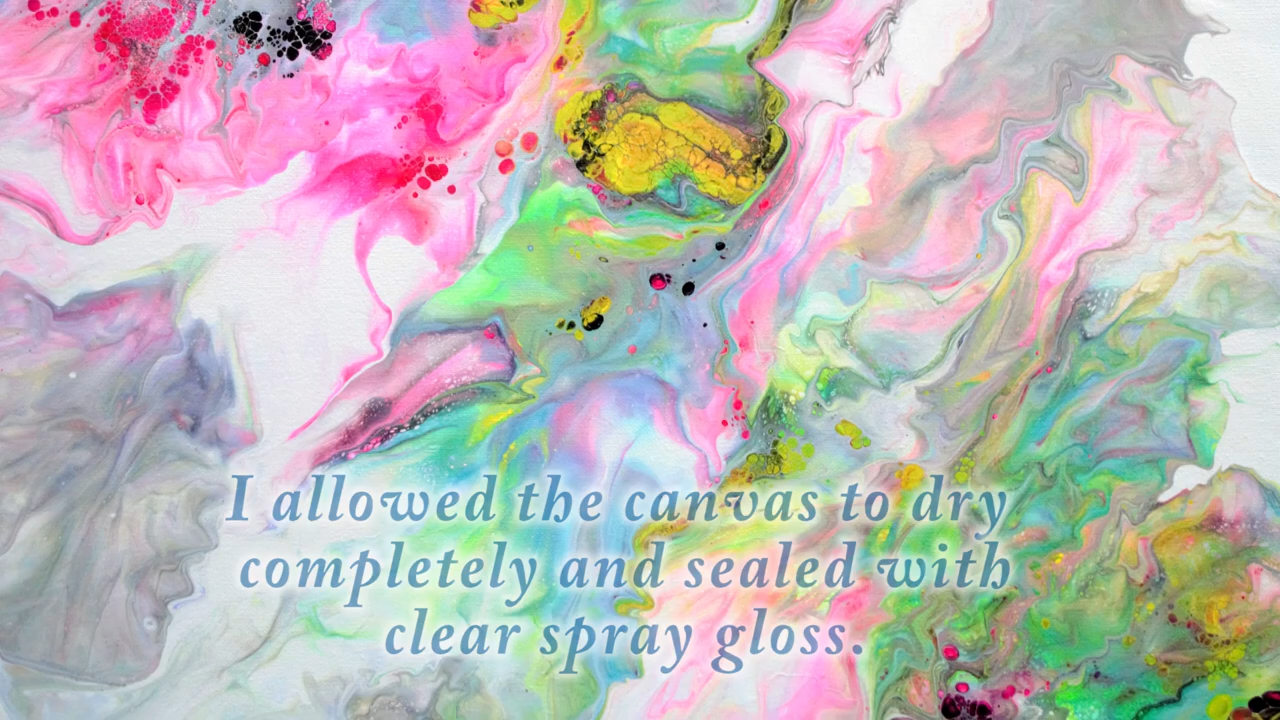 I allowed the canvas to dry
completely and sealed with
clear spray gloss.